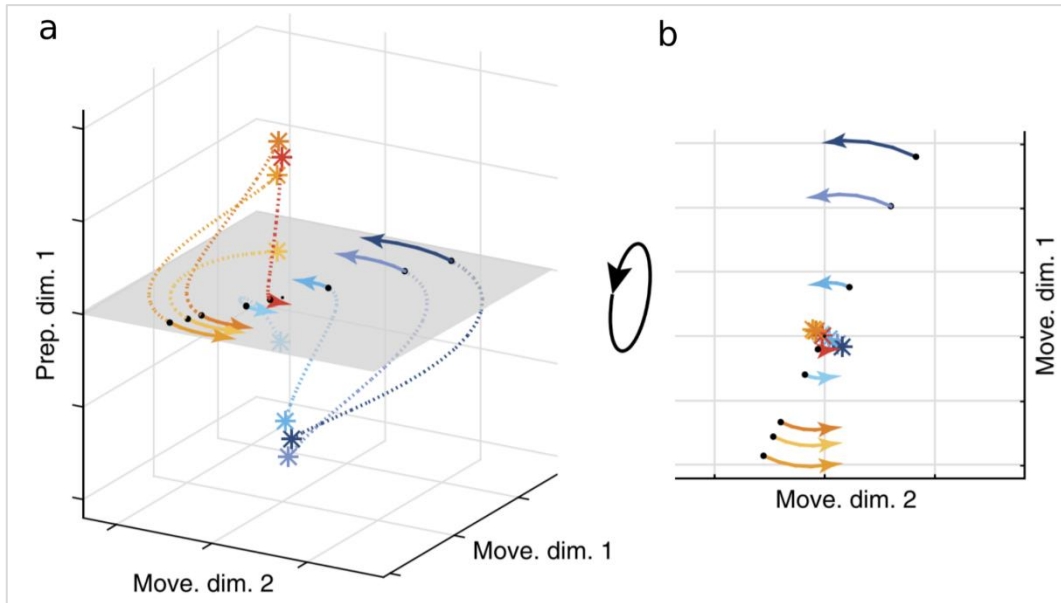 a
b
Prep. dim. 1
Move. dim. 2
Move. dim. 1
Move. dim. 2
Move. dim. 1